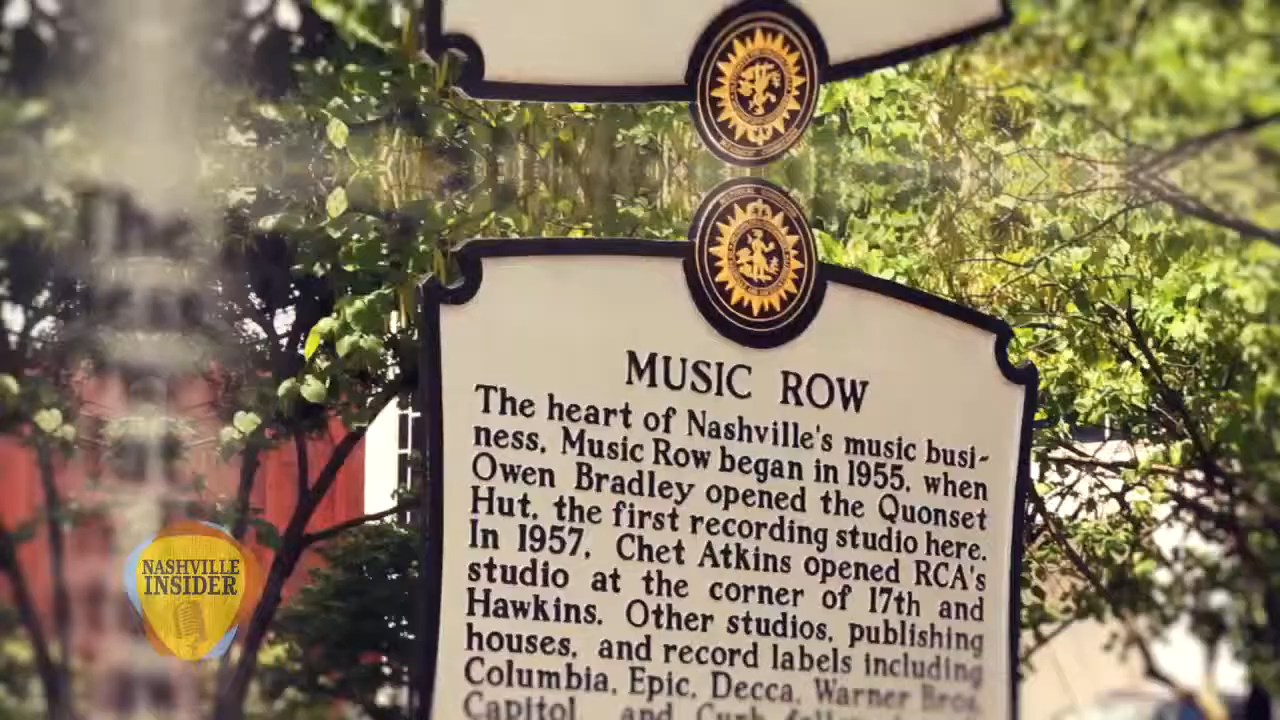 MUSIC ROW
The heart of Nashville's music busi-
ness, Music Row began in 1955, when
Owen Bradley opened the Quonset
Hut, the first recording studio here.
In 1957, Chet Atkins opened RCA's
studio at the corner of 17th and
Hawkins. Other studios, publishing
houses, and record labels including
Columbia, Epic, Decca, Warner Bros.
Capitol, and Curb
NASHVILLE
INSIDER